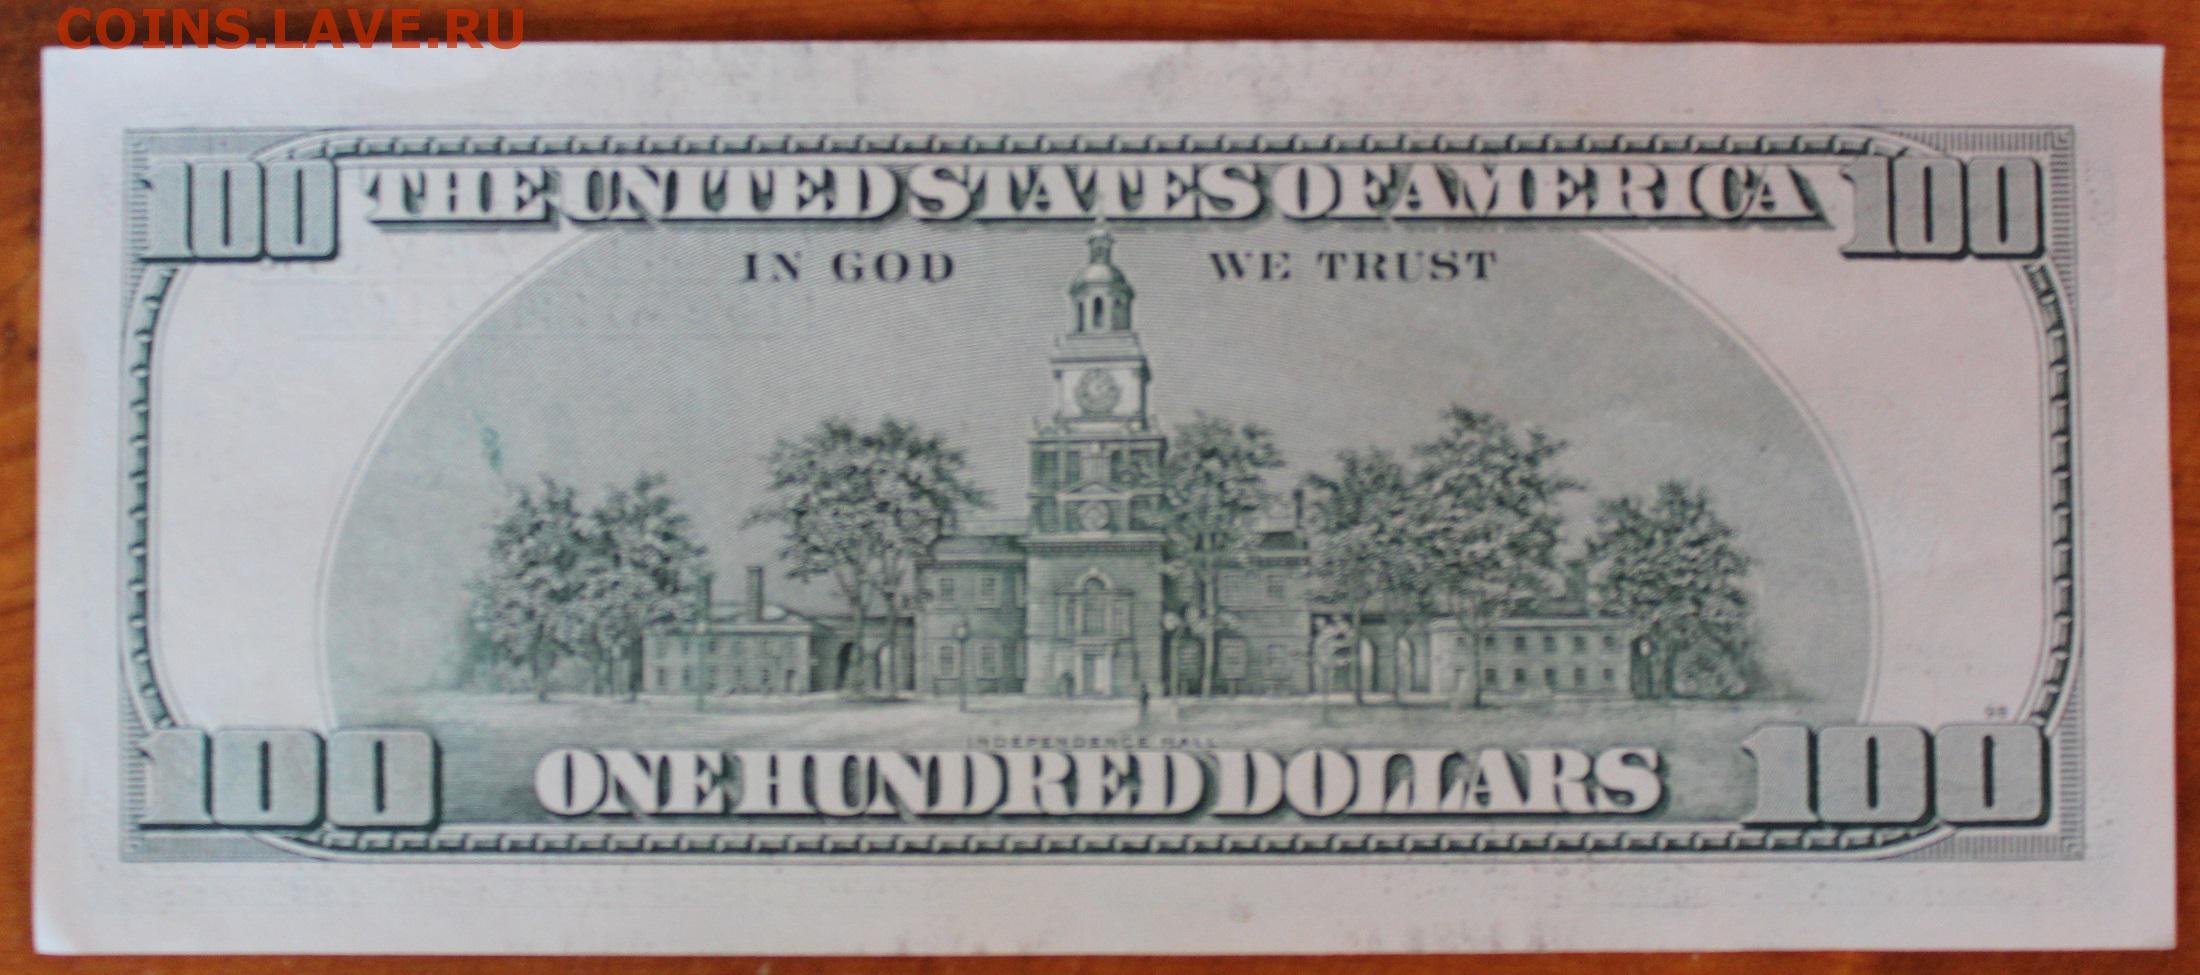 COINS.LAVE.RU
100 THE UNITED STATES OF AMERICA 100
IN GOD WE TRUST
INDEPENDENCE HALL
100 ONE HUNDRED DOLLARS 100